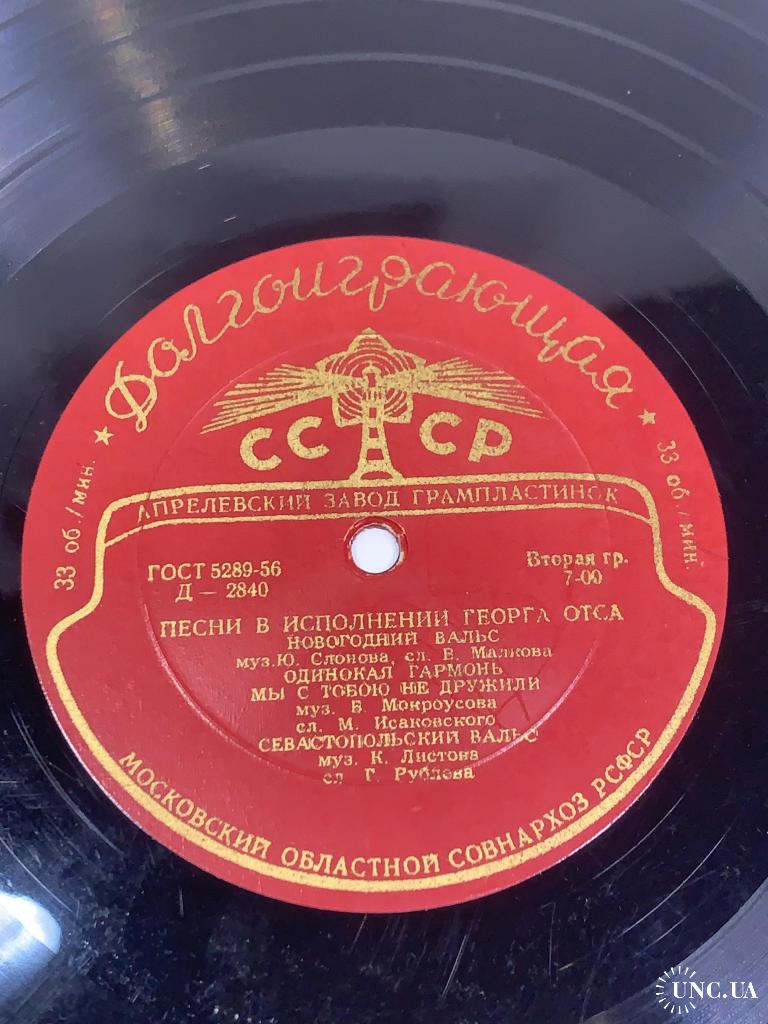 Долгоиграющая
СССР
33 об./мин.
33 об./мин.
АПРЕЛЕВСКИЙ ЗАВОД ГРАМПЛАСТИНОК
ГОСТ 5289-56
Д — 2840
Вторая гр.
7-00
ПЕСНИ В ИСПОЛНЕНИИ ГЕОРГА ОТСА
НОВОГОДНИЙ ВАЛЬС
муз. Ю. Слонова, сл. В. Малкова
ОДИНОКАЯ ГАРМОНЬ
МЫ С ТОБОЮ НЕ ДРУЖИЛИ
муз. Б. Мокроусова
сл. М. Исаковского
СЕВАСТОПОЛЬСКИЙ ВАЛЬС
муз. К. Листова
сл Г. Рублева
МОСКОВСКИЙ ОБЛАСТНОЙ СОВНАРХОЗ РСФСР
UNC.UA